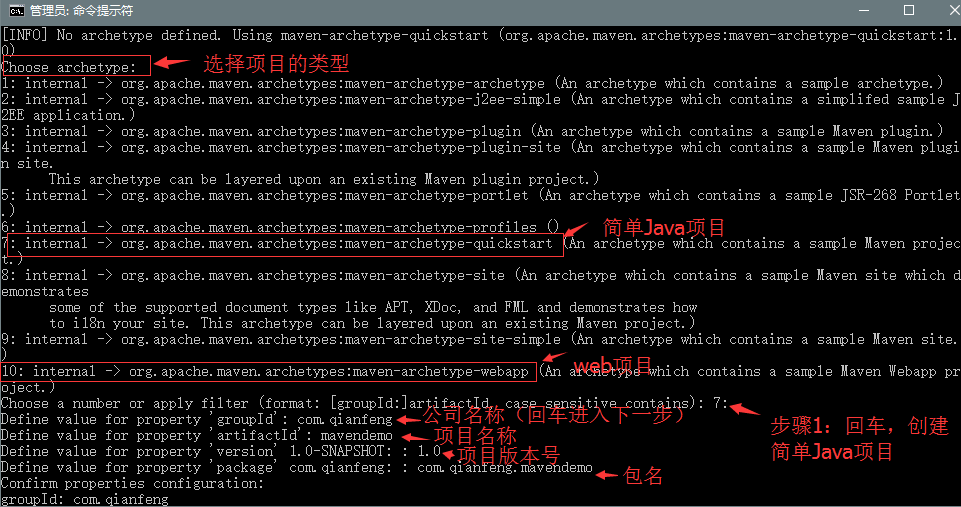 管理员: 命令提示符
[INFO] No archetype defined. Using maven-archetype-quickstart (org.apache.maven.archetypes:maven-archetype-quickstart:1.
0)
Choose archetype:
选择项目的类型
1: internal -> org.apache.maven.archetypes:maven-archetype-archetype (An archetype which contains a sample archetype.)
2: internal -> org.apache.maven.archetypes:maven-archetype-j2ee-simple (An archetype which contains a simplifed sample J
2EE application.)
3: internal -> org.apache.maven.archetypes:maven-archetype-plugin (An archetype which contains a sample Maven plugin.)
4: internal -> org.apache.maven.archetypes:maven-archetype-plugin-site (An archetype which contains a sample Maven plugi
n site.
This archetype can be layered upon an existing Maven plugin project.)
5: internal -> org.apache.maven.archetypes:maven-archetype-portlet (An archetype which contains a sample JSR-268 Portlet
.)
6: internal -> org.apache.maven.archetypes:maven-archetype-profiles ()
简单Java项目
7: internal -> org.apache.maven.archetypes:maven-archetype-quickstart (An archetype which contains a sample Maven projec
t.)
8: internal -> org.apache.maven.archetypes:maven-archetype-site (An archetype which contains a sample Maven site which d
emonstrates
some of the supported document types like APT, XDoc, and FML and demonstrates how
to i18n your site. This archetype can be layered upon an existing Maven project.)
9: internal -> org.apache.maven.archetypes:maven-archetype-site-simple (An archetype which contains a sample Maven site.
)
web项目
10: internal -> org.apache.maven.archetypes:maven-archetype-webapp (An archetype which contains a sample Maven Webapp pr
oject.)
Choose a number or apply filter (format: [groupId:]artifactId, case sensitive contains): 7:
步骤1：回车，创建
简单Java项目
Define value for property 'groupId': com.qianfeng
公司名称（回车进入下一步）
Define value for property 'artifactId': mavendemo
项目名称
Define value for property 'version' 1.0-SNAPSHOT: : 1.0
项目版本号
Define value for property 'package' com.qianfeng: : com.qianfeng.mavendemo
包名
Confirm properties configuration:
groupId: com.qianfeng